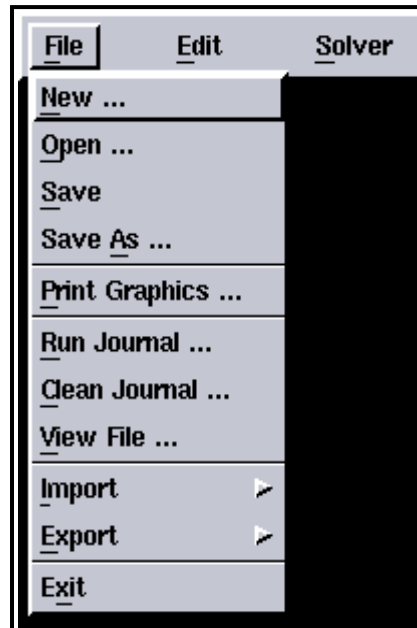 File Edit Solver
New ...
Open ...
Save
Save As ...
Print Graphics ...
Run Journal ...
Clean Journal ...
View File ...
Import
Export
Exit